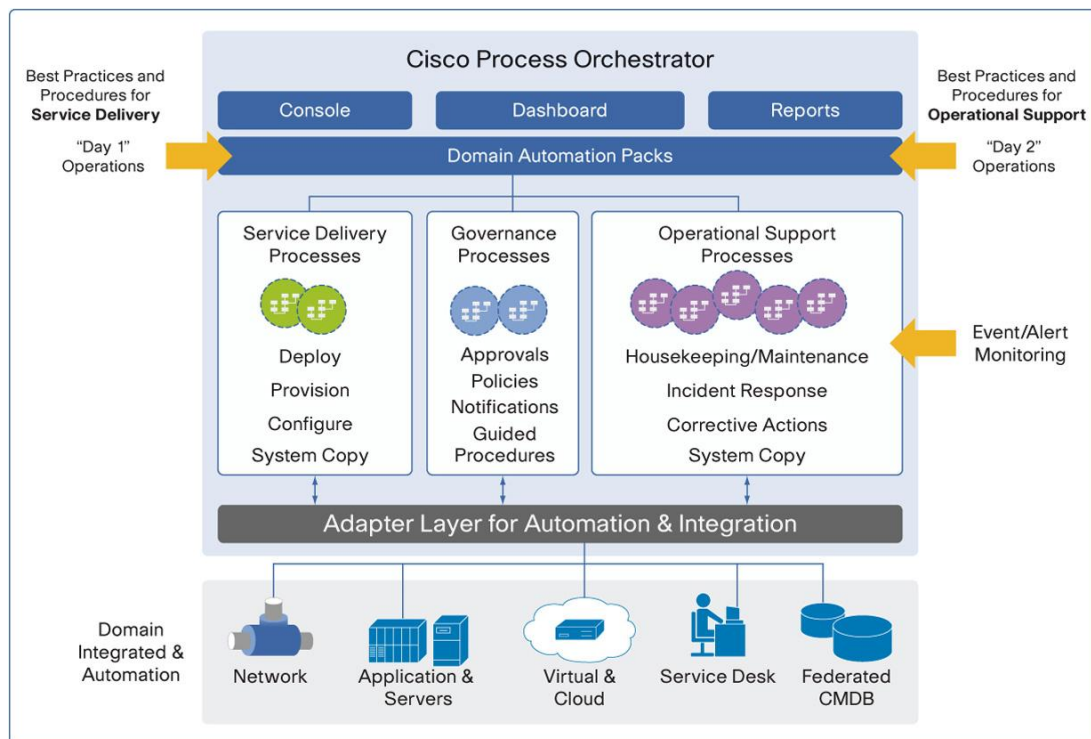 Cisco Process Orchestrator
Best Practices and
Procedures for
Service Delivery
"Day 1"
Operations
Console
Dashboard
Reports
Best Practices and
Procedures for
Operational Support
"Day 2"
Operations
Domain Automation Packs
Service Delivery
Processes
Deploy
Provision
Configure
System Copy
Governance
Processes
Approvals
Policies
Notifications
Guided
Procedures
Operational Support
Processes
Housekeeping/Maintenance
Incident Response
Corrective Actions
System Copy
Event/Alert
Monitoring
Adapter Layer for Automation & Integration
Domain
Integrated &
Automation
Network
Application &
Servers
Virtual &
Cloud
Service Desk
Federated
CMDB